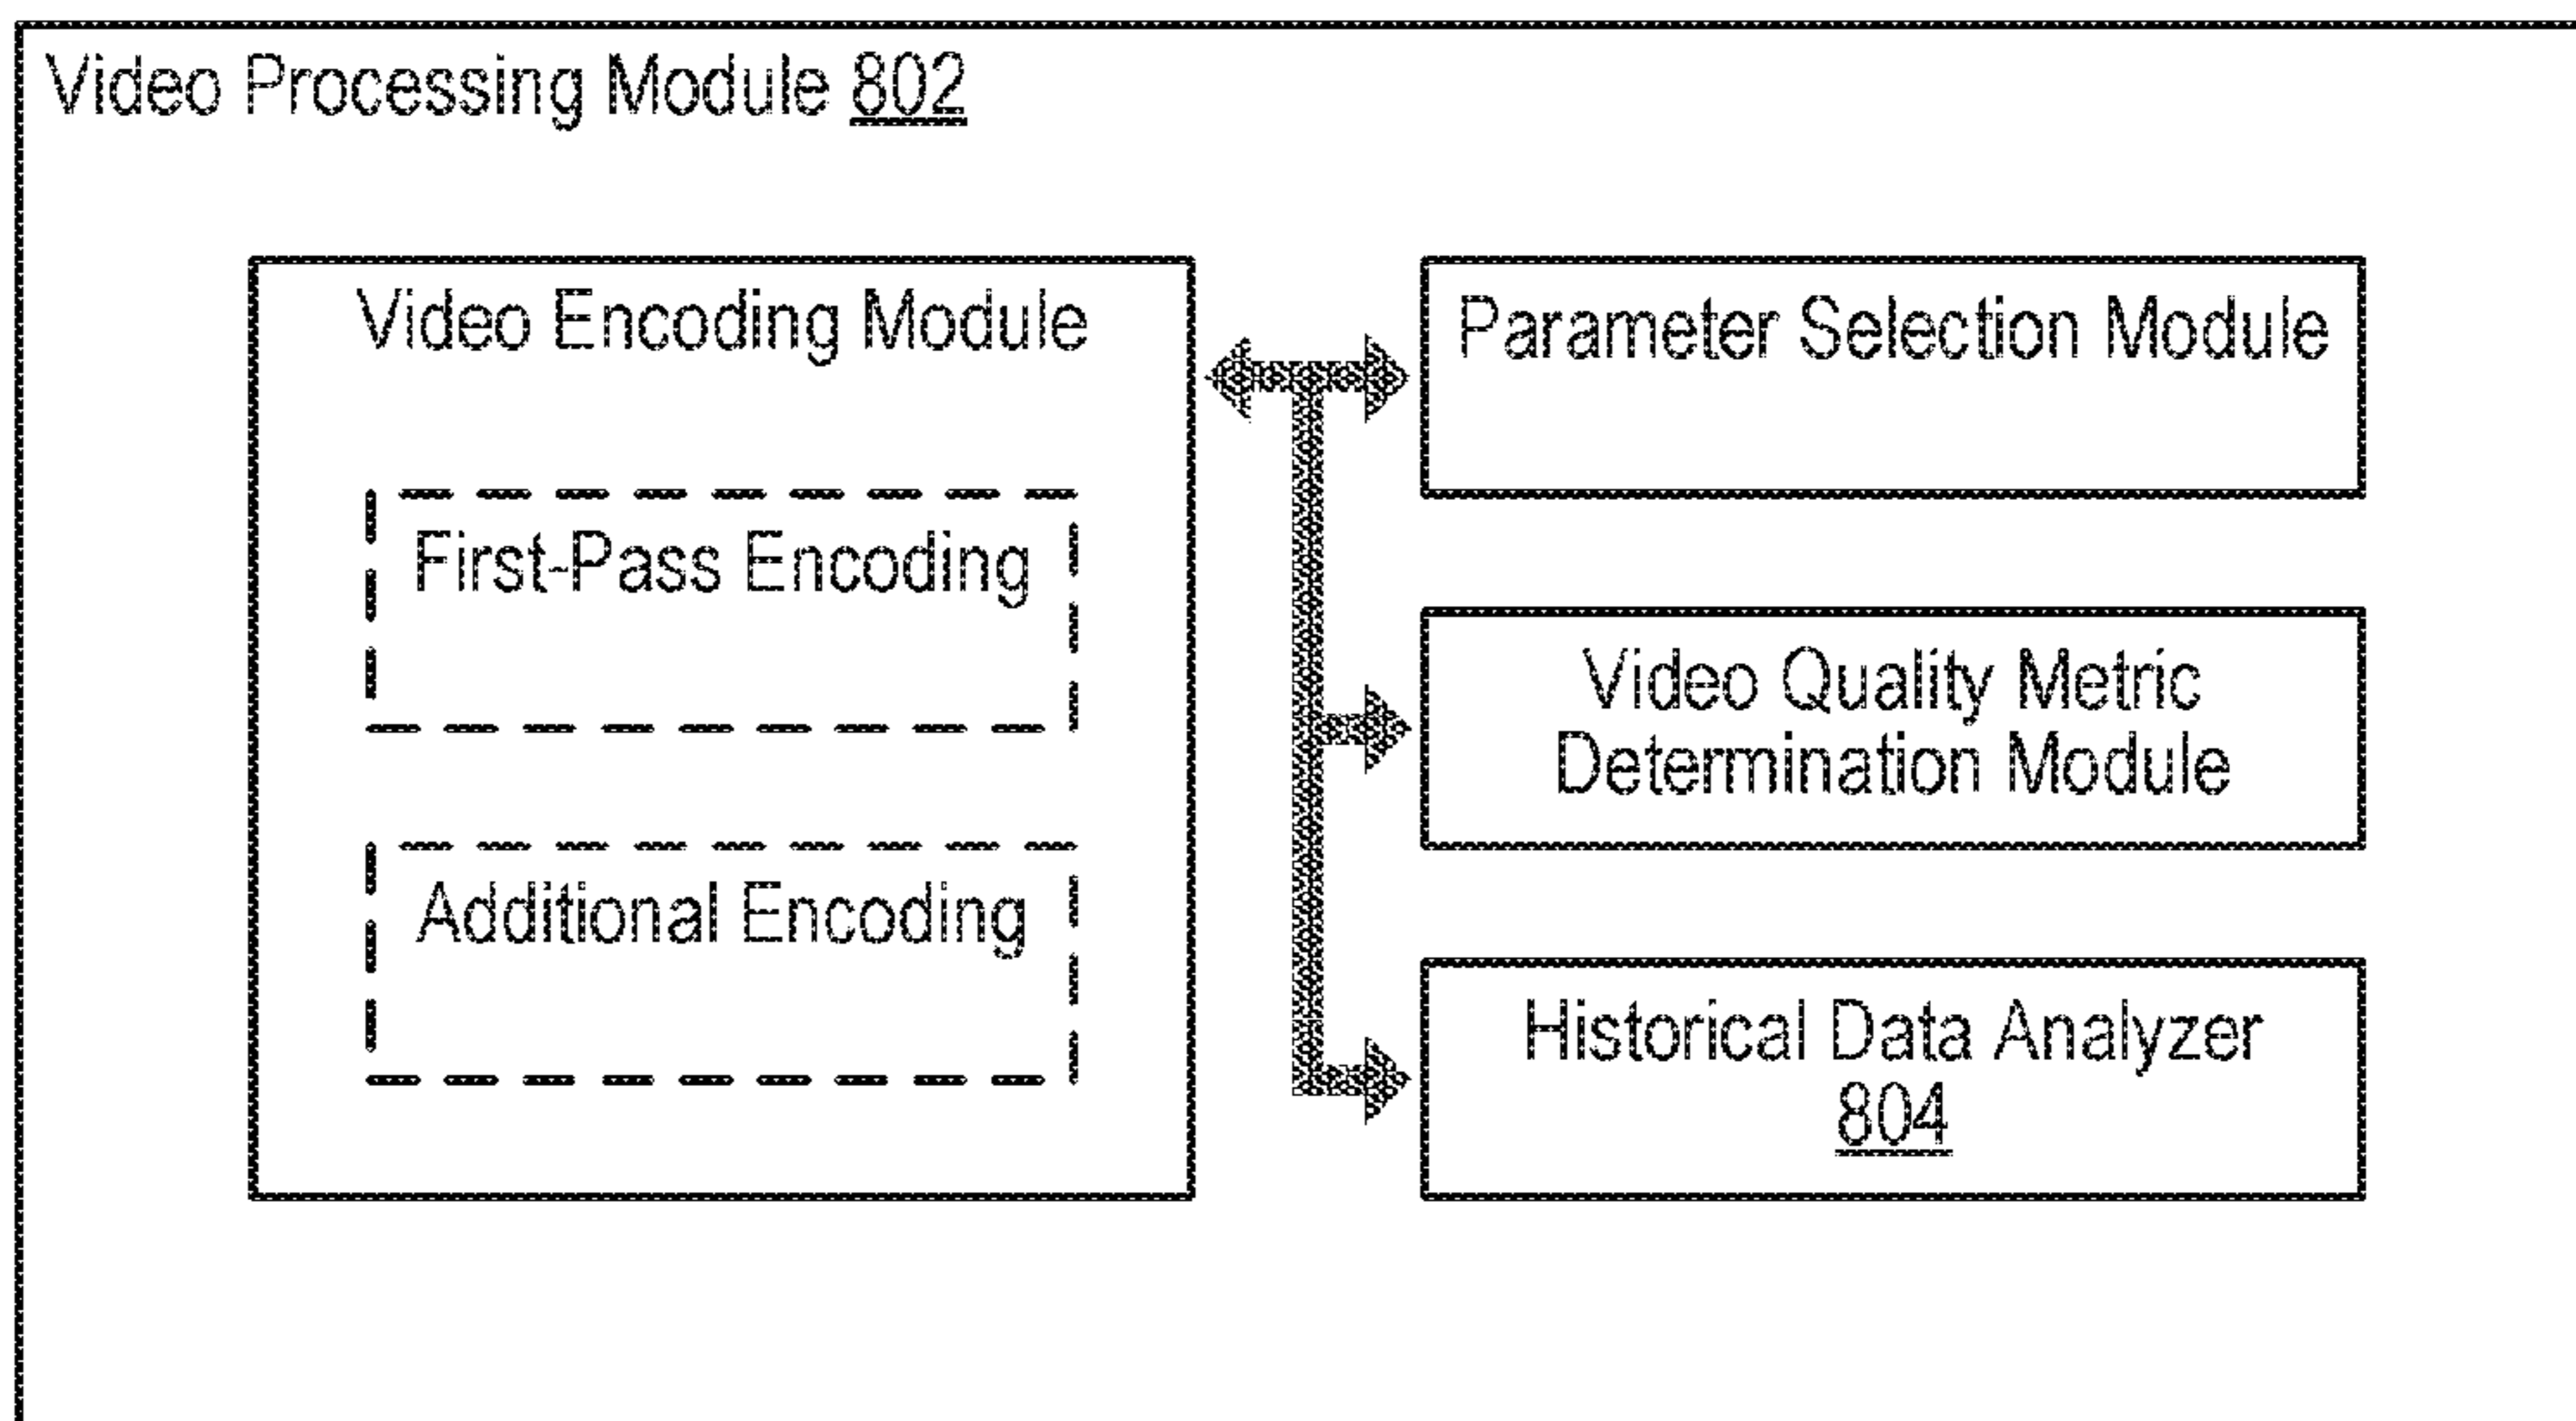 Video Processing Module 802
Video Encoding Module
First-Pass Encoding
Additional Encoding
Parameter Selection Module
Video Quality Metric
Determination Module
Historical Data Analyzer
804